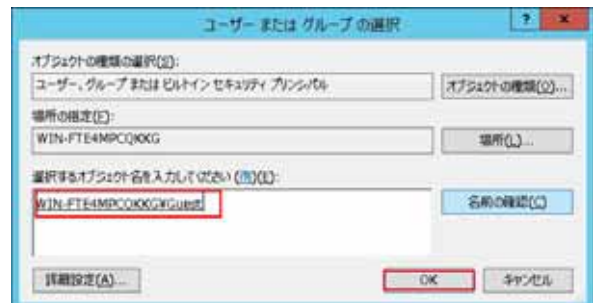 ユーザー または グループ の選択
オブジェクトの種類の選択(S):
ユーザー、グループ または ビルトイン セキュリティ プリンシパル
オブジェクトの種類(O)...
場所の指定(F):
WIN-FTE4MPCQKKG
場所(L)...
選択するオブジェクト名を入力してください (例)(E):
WIN-FTE4MPCQKKG¥Guest
名前の確認(C)
詳細設定(A)...
OK
キャンセル